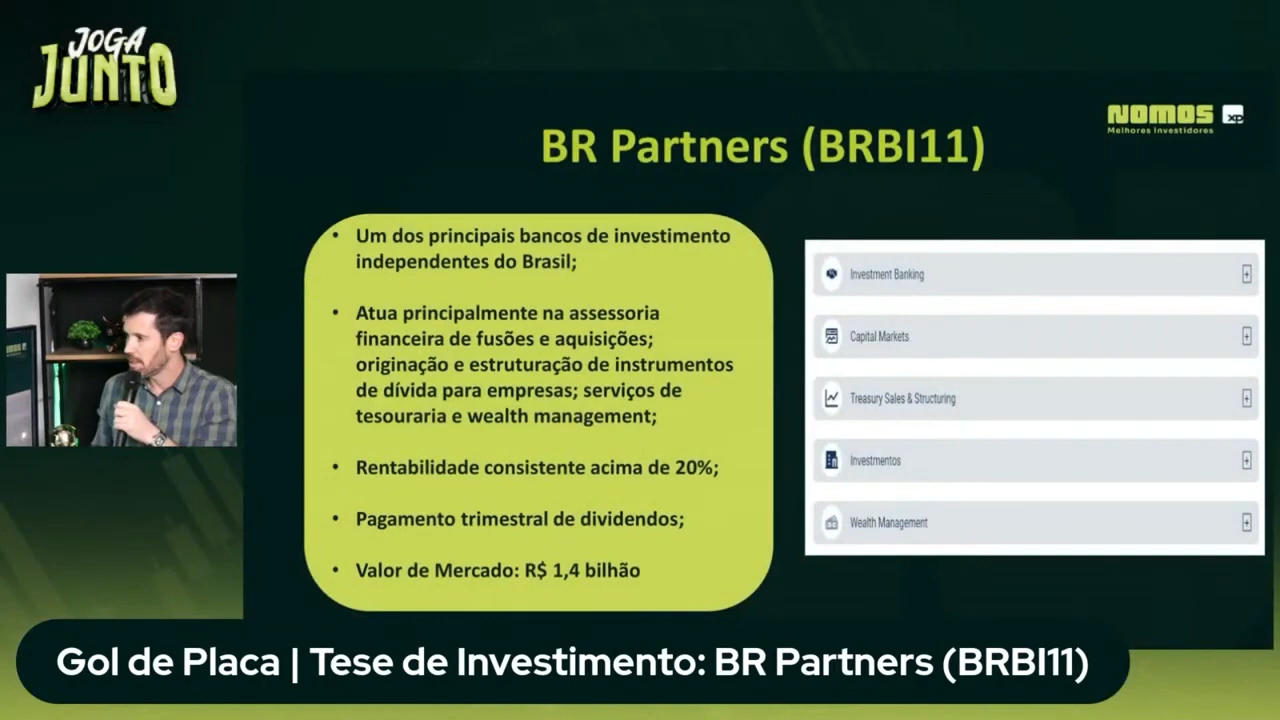 JOGA
JUNTO
NOMOS xp
Melhores Investidores
BR Partners (BRBI11)
• Um dos principais bancos de investimento
independentes do Brasil;
• Atua principalmente na assessoria
financeira de fusões e aquisições;
originação e estruturação de instrumentos
de dívida para empresas; serviços de
tesouraria e wealth management;
• Rentabilidade consistente acima de 20%;
• Pagamento trimestral de dividendos;
• Valor de Mercado: R$ 1,4 bilhão
Investment Banking
Capital Markets
Treasury Sales & Structuring
Investmentos
Wealth Management
NOMOS
Gol de Placa | Tese de Investimento: BR Partners (BRBI11)